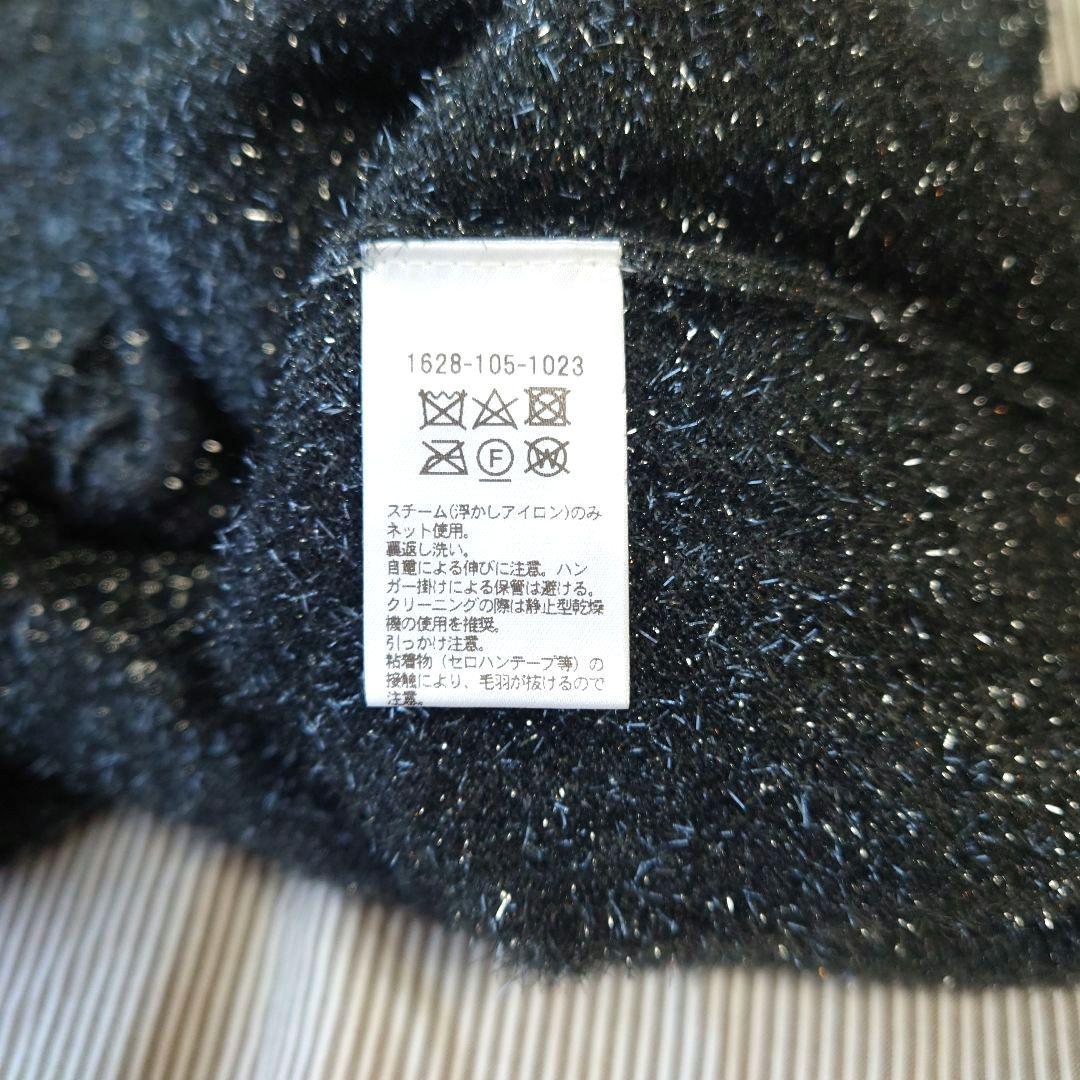 1628-105-1023
F
W
スチーム(浮かしアイロン)のみ
ネット使用。
裏返し洗い。
自重による伸びに注意。ハン
ガー掛けによる保管は避ける。
クリーニングの際は静止型乾燥
機の使用を推奨。
引っかけ注意。
粘着物（セロハンテープ等）の
接触により、毛羽が抜けるので
注意。